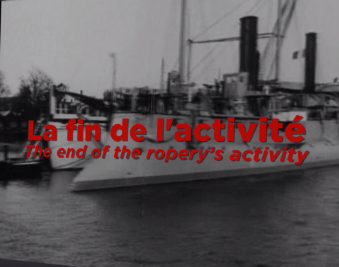 La fin de l'activité
The end of the ropery's activity